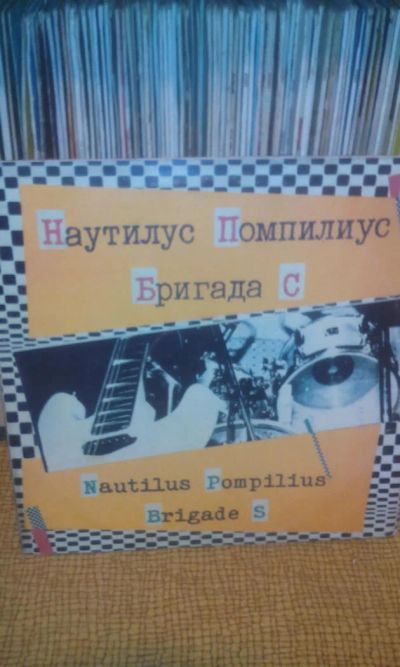 Наутилус Помпилиус
Бригада С
Nautilus Pompilius
Brigade S